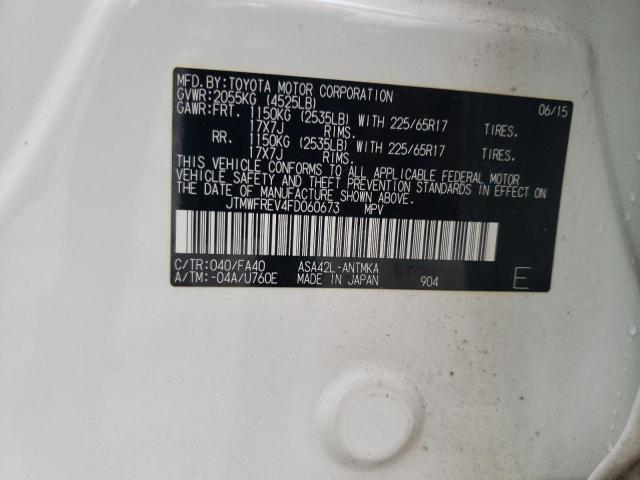 MFD.BY:TOYOTA MOTOR CORPORATION 06/15
GVWR:2055KG (4525LB)
GAWR:FRT. 1150KG (2535LB) WITH 225/65R17 TIRES.
17X7J RIMS.
RR. 1150KG (2535LB) WITH 225/65R17 TIRES.
17X7J RIMS.
THIS VEHICLE CONFORMS TO ALL APPLICABLE FEDERAL MOTOR
VEHICLE SAFETY AND THEFT PREVENTION STANDARDS IN EFFECT ON
THE DATE OF MANUFACTURE SHOWN ABOVE.
JTMWFREV4FD060673 MPV
C/TR:040/FA40 ASA42L-ANTMKA
A/TM:-04A/U760E MADE IN JAPAN 904 E